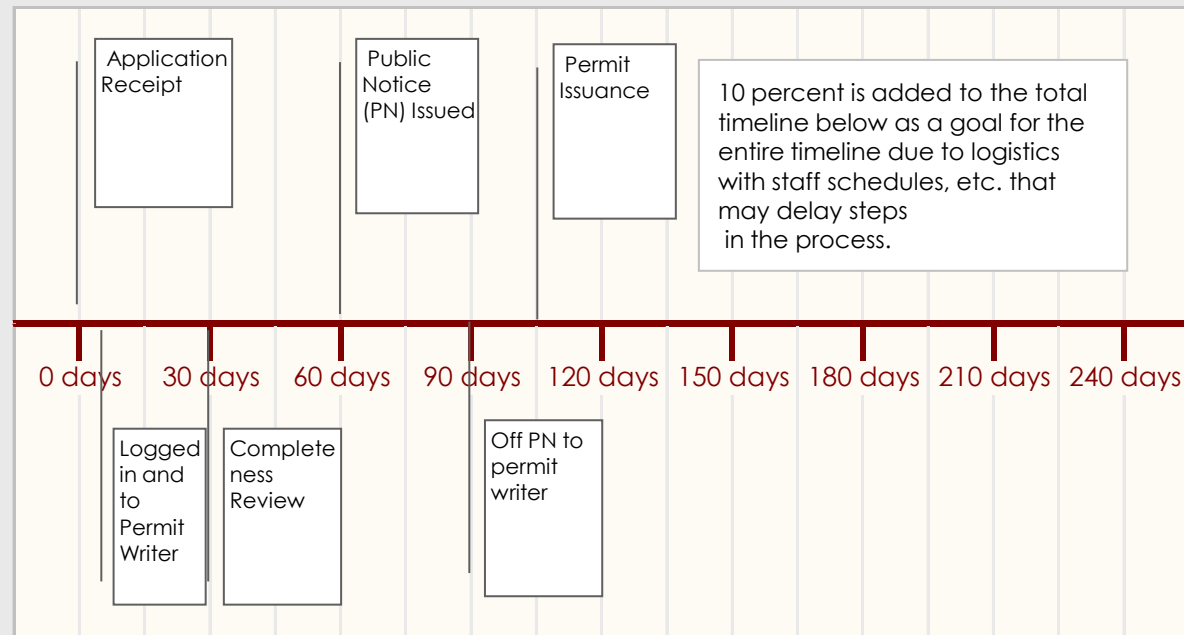 Application
Receipt
Public
Notice
(PN) Issued
Permit
Issuance
10 percent is added to the total
timeline below as a goal for the
entire timeline due to logistics
with staff schedules, etc. that
may delay steps
in the process.
0 days 30 days 60 days 90 days 120 days 150 days 180 days 210 days 240 days
Logged
in and
to
Permit
Writer
Complete
ness
Review
Off PN to
permit
writer